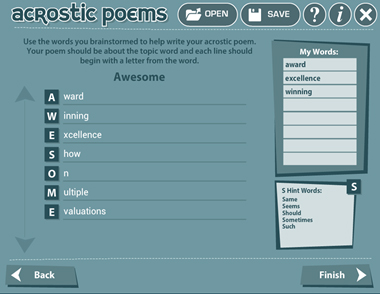 acrostic poems
OPEN
SAVE
?
i
X
Use the words you brainstormed to help write your acrostic poem.
Your poem should be about the topic word and each line should
begin with a letter from the word.
Awesome
A ward
W inning
E xcellence
S how
O n
M ultiple
E valuations
My Words:
award
excellence
winning
S
S Hint Words:
Same
Seems
Should
Sometimes
Such
Back
Finish